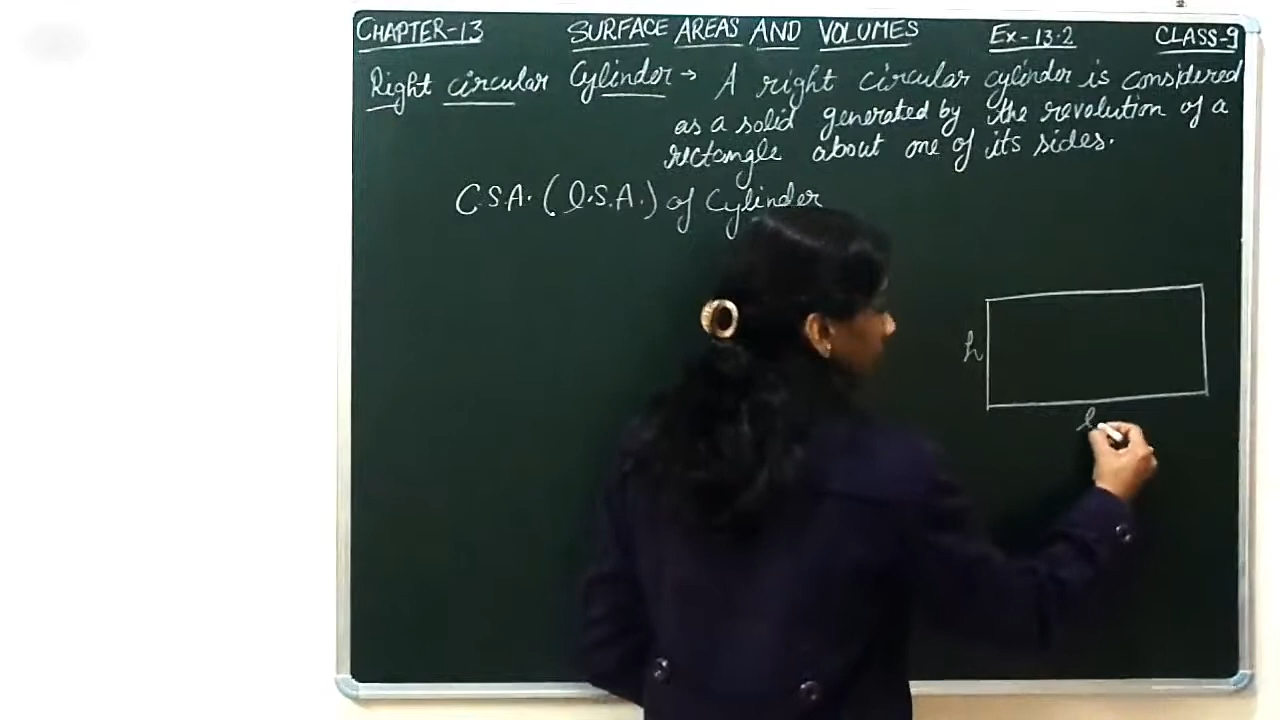 CHAPTER-13 SURFACE AREAS AND VOLUMES Ex-13.2 CLASS-9
Right circular Cylinder → A right circular cylinder is considered
as a solid generated by the revolution of a
rectangle about one of its sides.
C.S.A. (L.S.A.) of Cylinder
h
l